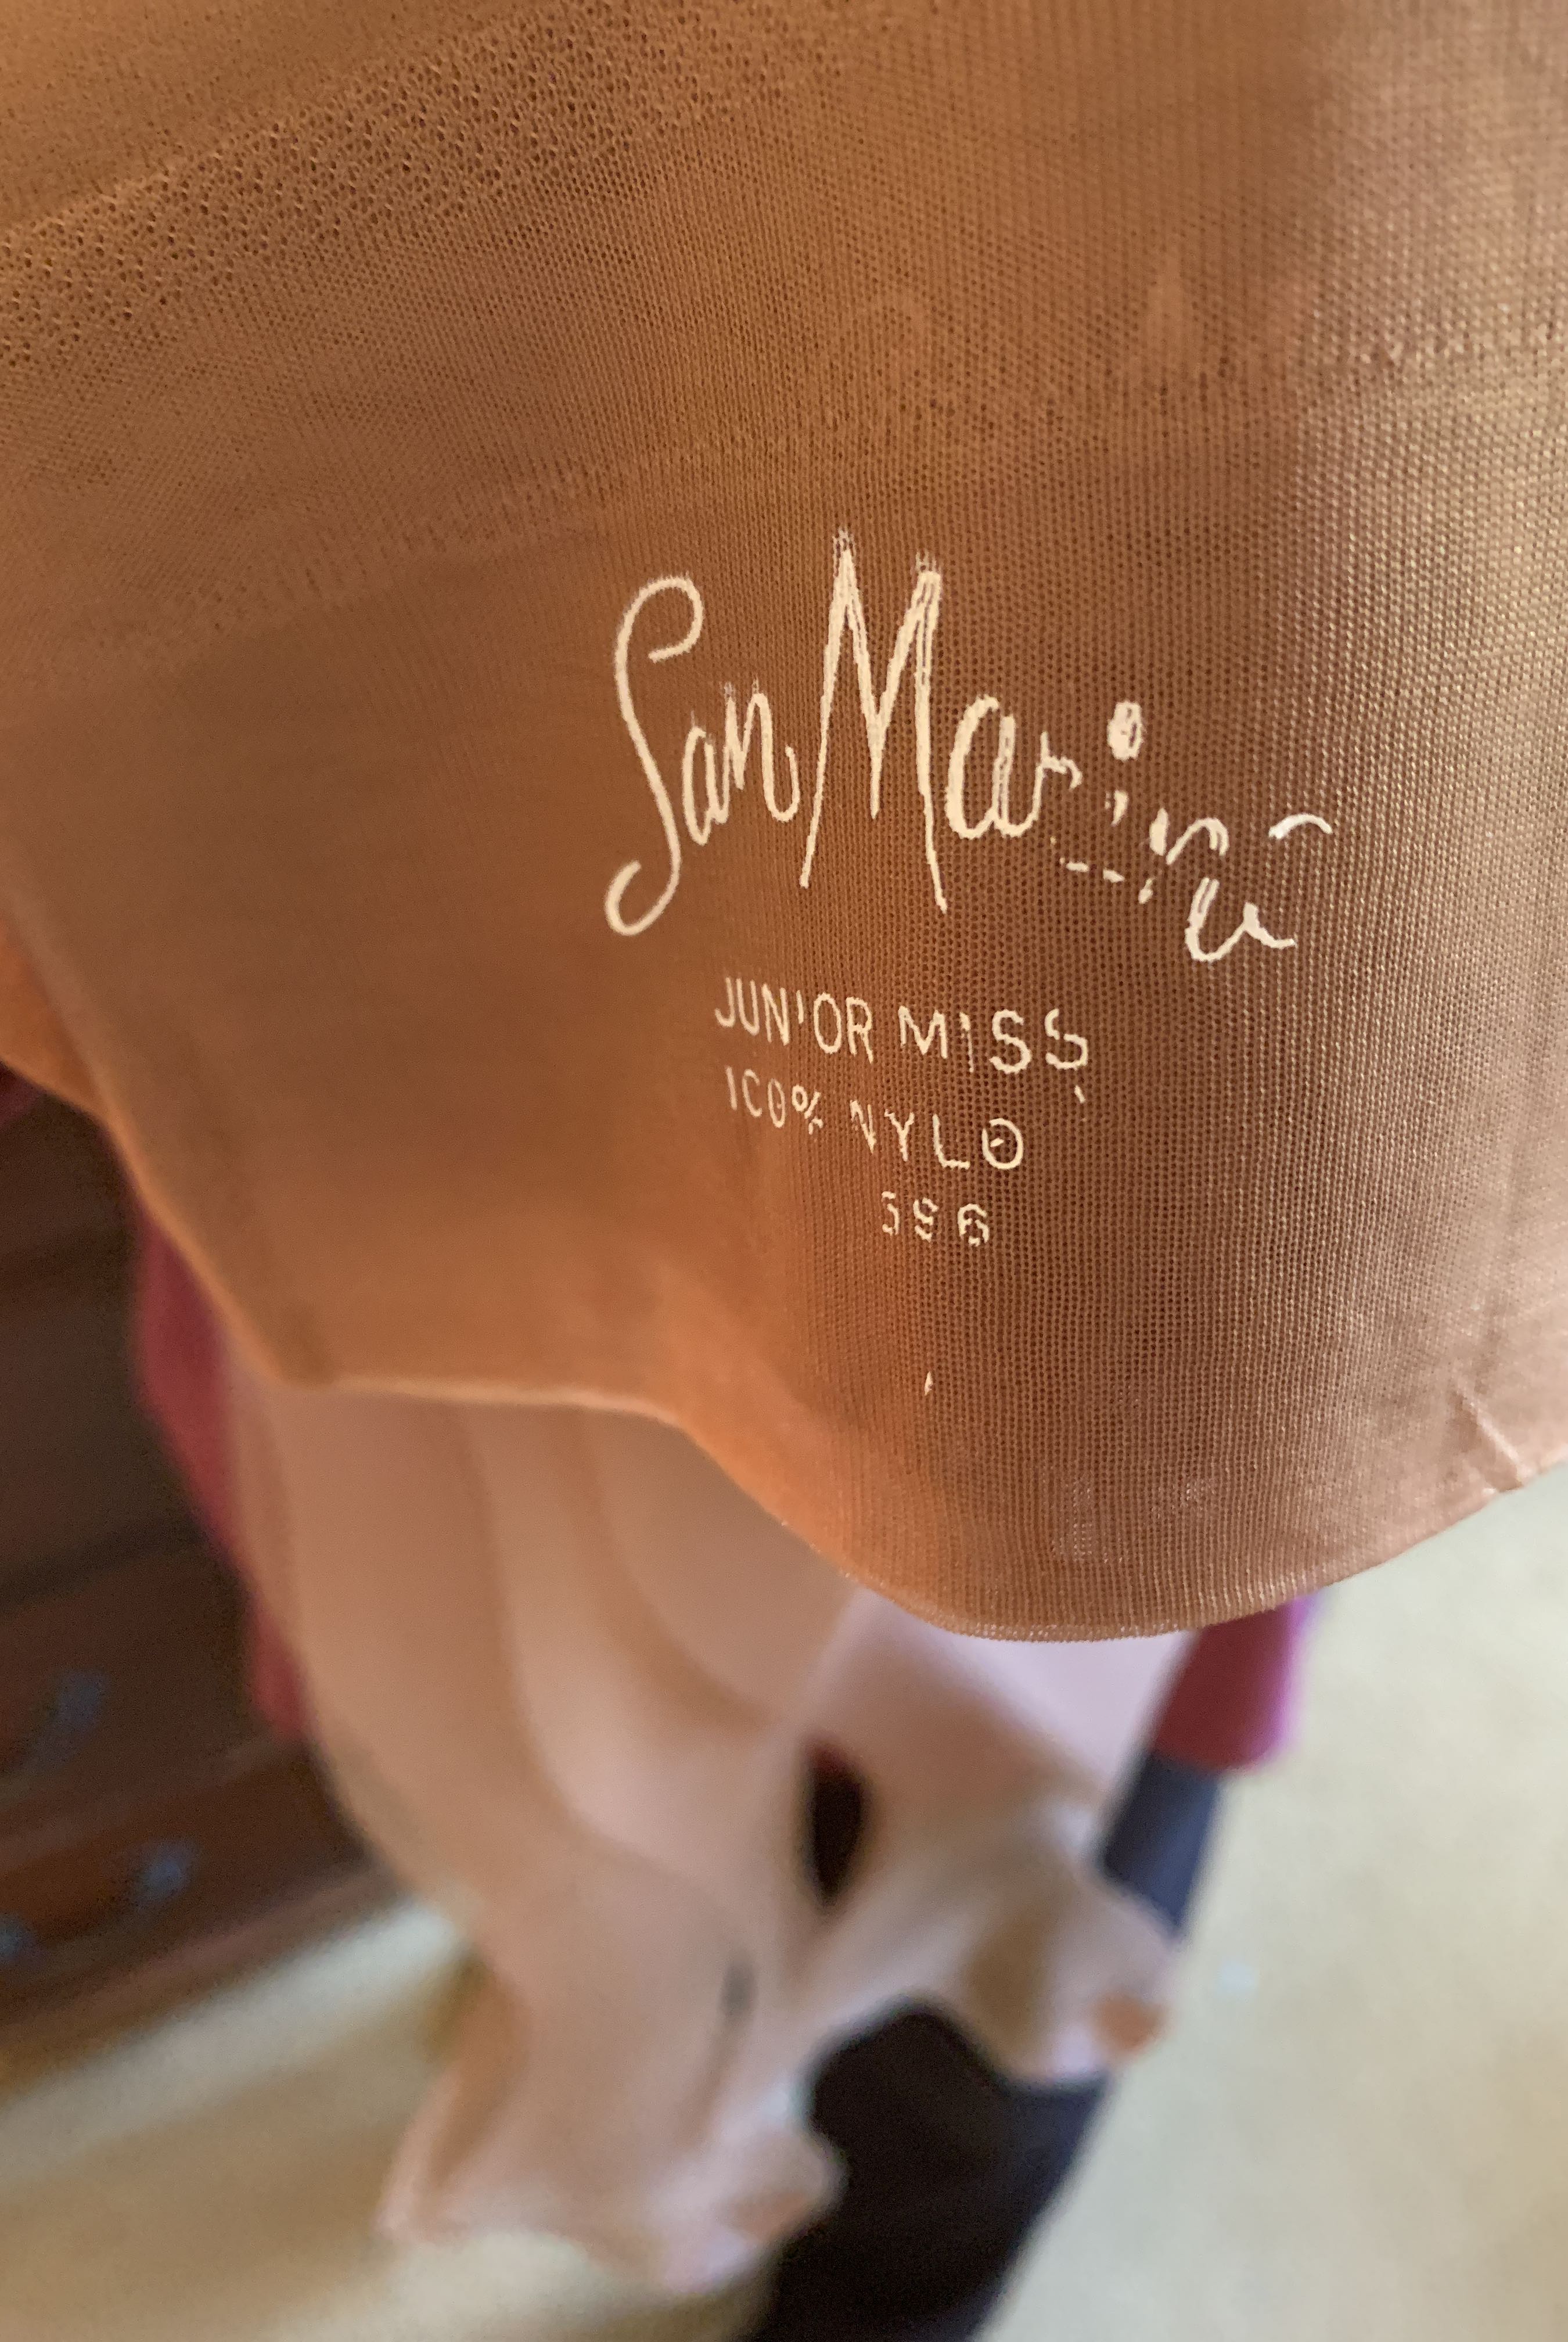 San Marino
JUNIOR MISS
100% NYLO